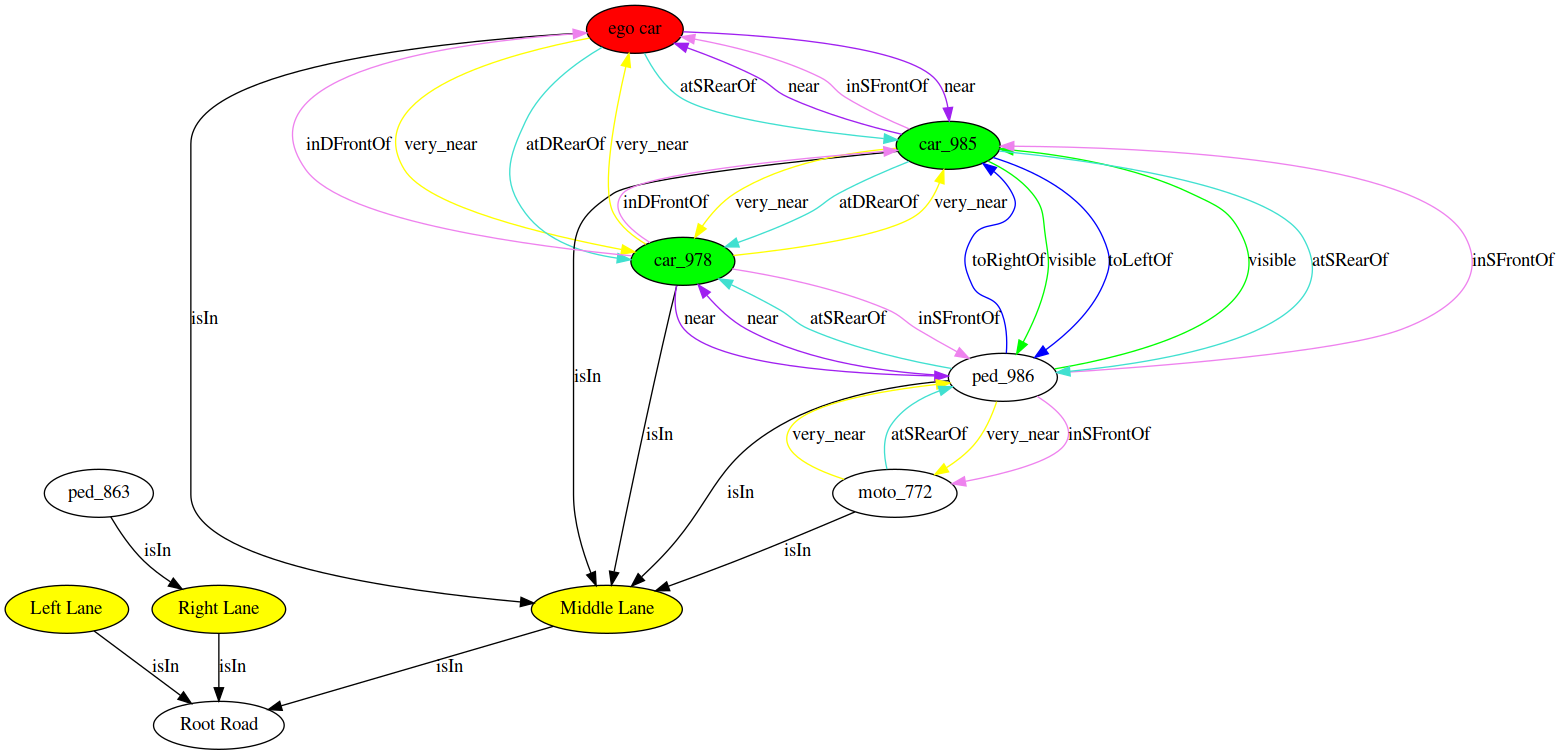 ego car
atSRearOf near inSFrontOf near
inDFrontOf very_near atDRearOf very_near car_985
inDFrontOf very_near atDRearOf very_near
car_978 toRightOf visible toLeftOf visible atSRearOf inSFrontOf
isIn near near atSRearOf inSFrontOf
isIn ped_986
isIn very_near atSRearOf very_near inSFrontOf
ped_863 isIn moto_772
isIn isIn
Left Lane Right Lane Middle Lane
isIn isIn isIn
Root Road